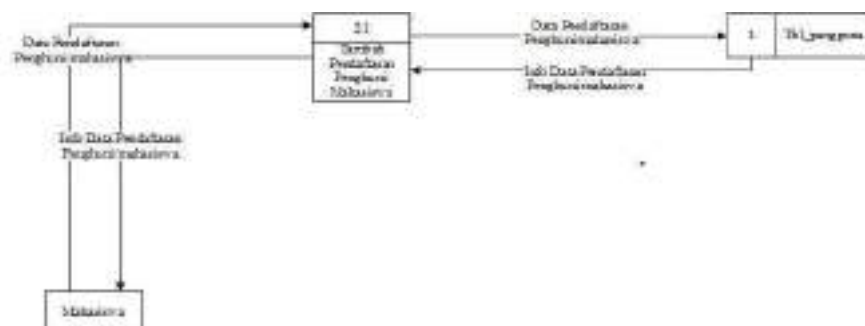 2.1
Tambah
Pendaftaran
Penghuni
Mahasiswa
Data Pendaftaran
Penghuni mahasiswa
Data Pendaftaran
Penghuni mahasiswa
1
Tbl_pengguna
Info Data Pendaftaran
Penghuni mahasiswa
Info Data Pendaftaran
Penghuni mahasiswa
Mahasiswa